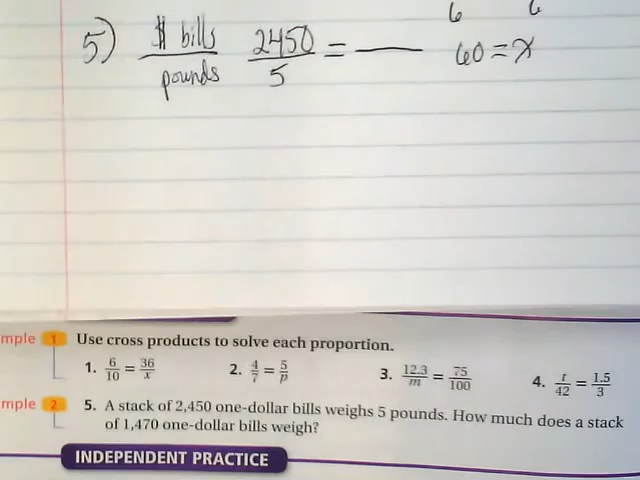 6 6
5) $ bills / pounds 2450 / 5 = ___ 60 = x
mple 1 Use cross products to solve each proportion.
1. 6/10 = 36/x 2. 4/7 = 5/p 3. 12.3/m = 75/100 4. t/42 = 1.5/3
mple 2 5. A stack of 2,450 one-dollar bills weighs 5 pounds. How much does a stack
of 1,470 one-dollar bills weigh?
INDEPENDENT PRACTICE